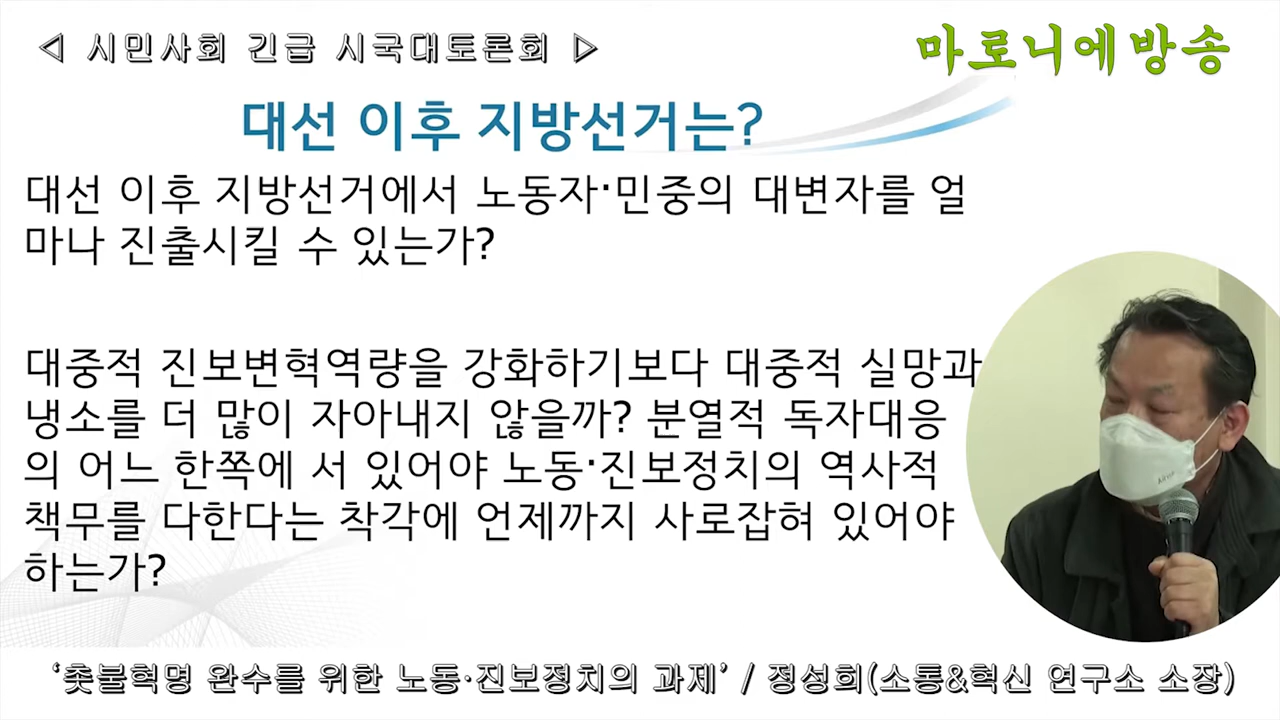 ◁ 시민사회 긴급 시국대토론회 ▷
마로니에방송
대선 이후 지방선거는?
대선 이후 지방선거에서 노동자·민중의 대변자를 얼
마나 진출시킬 수 있는가?
대중적 진보변혁역량을 강화하기보다 대중적 실망과
냉소를 더 많이 자아내지 않을까? 분열적 독자대응
의 어느 한쪽에 서 있어야 노동·진보정치의 역사적
책무를 다한다는 착각에 언제까지 사로잡혀 있어야
하는가?
‘촛불혁명 완수를 위한 노동·진보정치의 과제’ / 정성희(소통&혁신 연구소 소장)